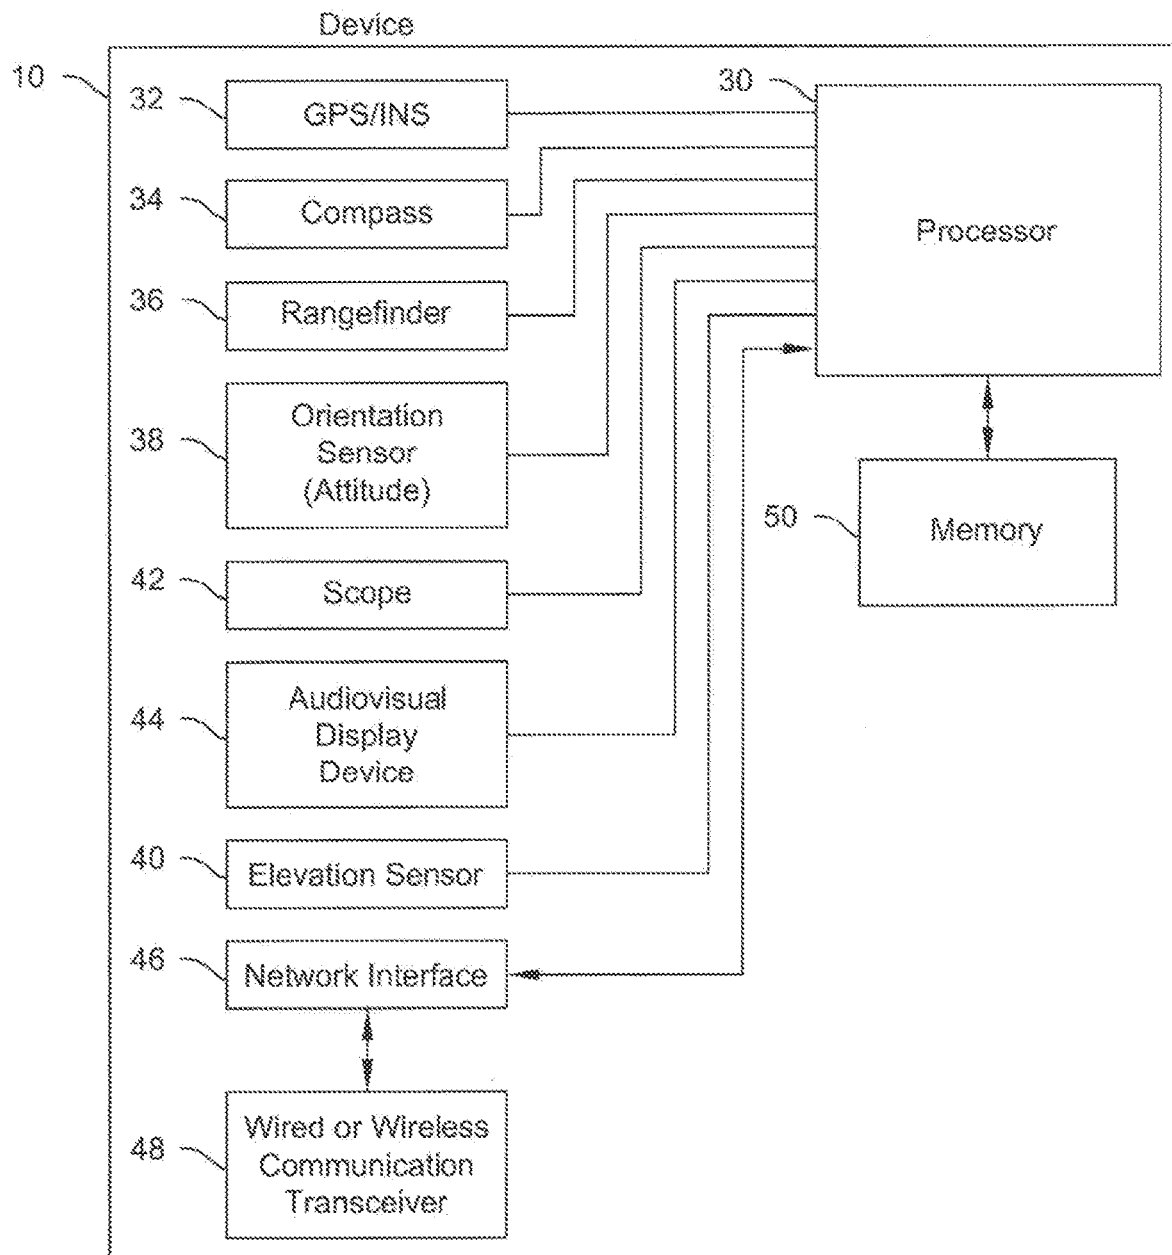 Device
10
32
GPS/INS
30
Processor
34
Compass
36
Rangefinder
38
Orientation
Sensor
(Attitude)
50
Memory
42
Scope
44
Audiovisual
Display
Device
40
Elevation Sensor
46
Network Interface
48
Wired or Wireless
Communication
Transceiver